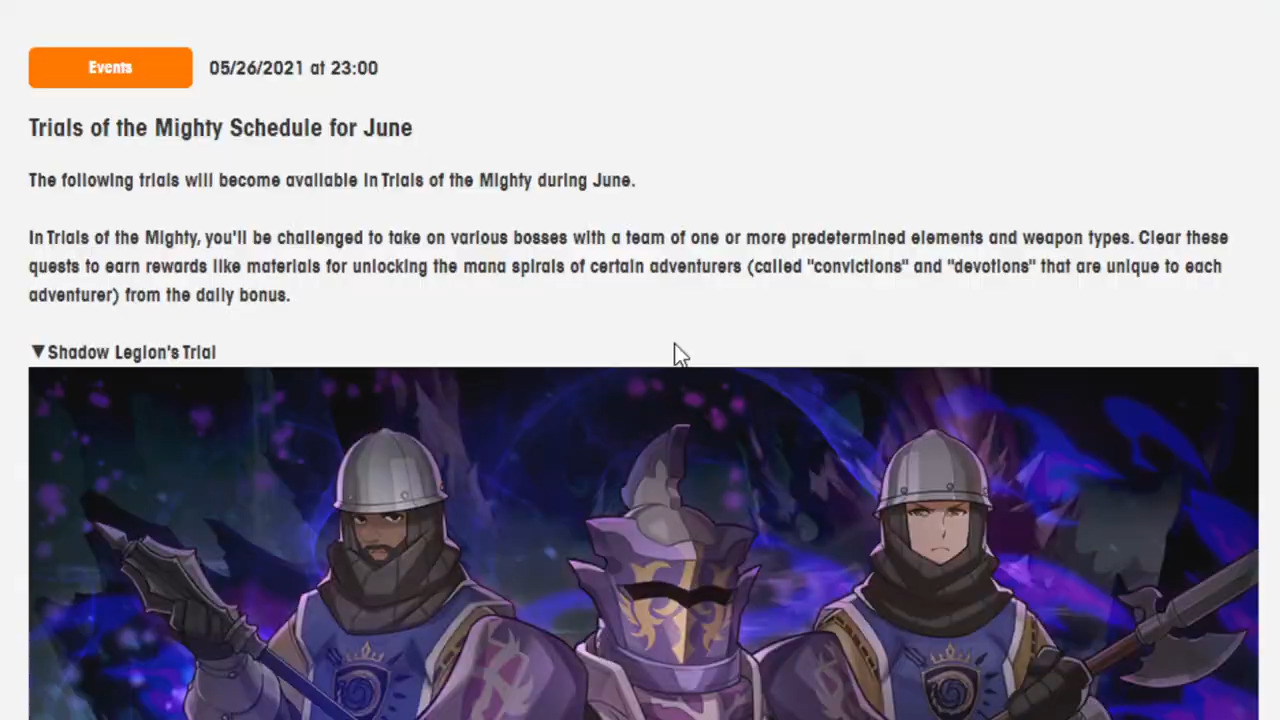 Events
05/26/2021 at 23:00
Trials of the Mighty Schedule for June
The following trials will become available in Trials of the Mighty during June.
In Trials of the Mighty, you'll be challenged to take on various bosses with a team of one or more predetermined elements and weapon types. Clear these
quests to earn rewards like materials for unlocking the mana spirals of certain adventurers (called "convictions" and "devotions" that are unique to each
adventurer) from the daily bonus.
▼Shadow Legion's Trial